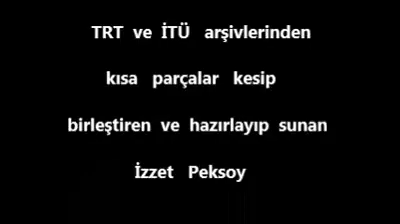 TRT ve İTÜ arşivlerinden
kısa parçalar kesip
birleştiren ve hazırlayıp sunan
İzzet Peksoy